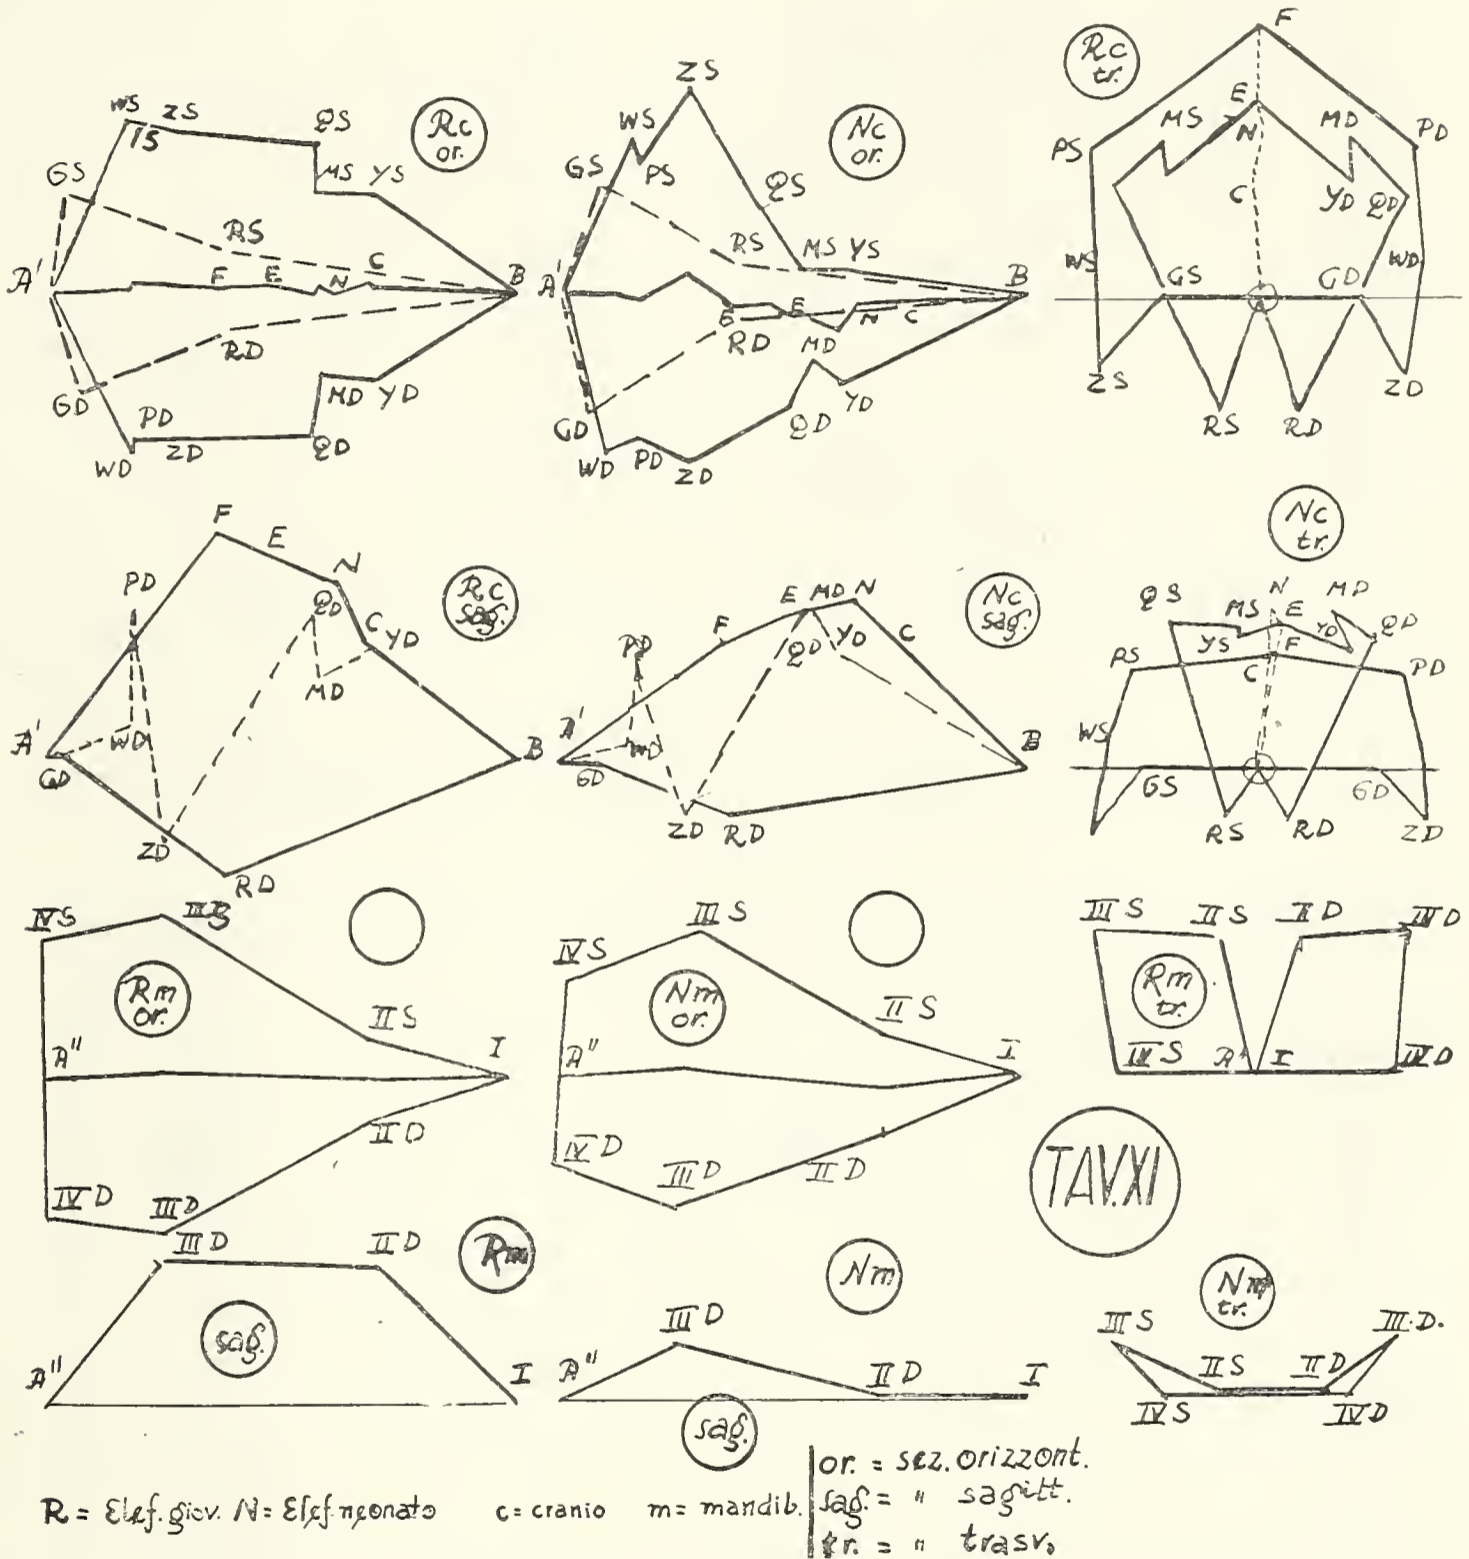 WS ZS QS
IS
GS MS YS
RS
A' F E N C B
RD
GD PD MD YD
WD ZD QD
Rc
or.
ZS
WS
GS PS QS
RS MS YS
A' B
E N C
RD MD
GD QD YD
WD PD ZD
Nc
or.
Rc
tr.
F
E
MS N MD
PS PD
C YD QD
WS WD
GS A GD
ZS ZD
RS RD
F E N
PD QD
C YD
MD
A' WD B
GD
ZD
RD
Rc
sag.
E MD N
F C
PD QD YD
A' WD B
GD
ZD RD
Nc
sag.
Nc
tr.
QS MS N E MD QD
YS F YD
PS C PD
WS
GS GD
RS RD ZD
IV S III S
Rm
or.
II S
A" I
II D
IV D III D
III S
IV S
Nm
or.
II S
A" I
IV D III D II D
III S II S II D III D
Rm
tr.
IV S A" I IV D
TAV.XI
III D II D
Rm
sag.
A" I
Nm
III D
A" II D I
sag.
Nm
tr.
III S III.D.
II S II D
IV S IV D
R = Elef. giov. N = Elef. neonato c = cranio m = mandib.
or. = sez. orizzont.
sag. = " sagitt.
tr. = " trasv.